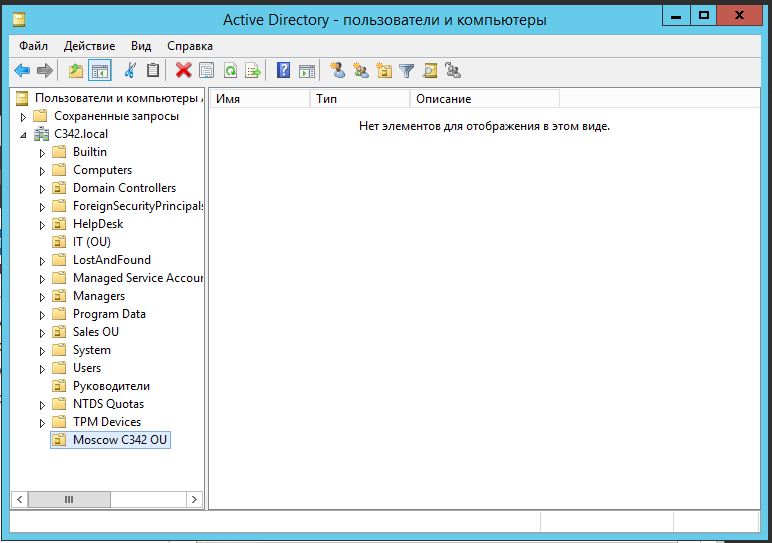 Active Directory - пользователи и компьютеры
Файл Действие Вид Справка
Пользователи и компьютеры
Имя Тип Описание
Сохраненные запросы
Нет элементов для отображения в этом виде.
C342.local
Builtin
Computers
Domain Controllers
ForeignSecurityPrincipals
HelpDesk
IT (OU)
LostAndFound
Managed Service Accour
Managers
Program Data
Sales OU
System
Users
Руководители
NTDS Quotas
TPM Devices
Moscow C342 OU